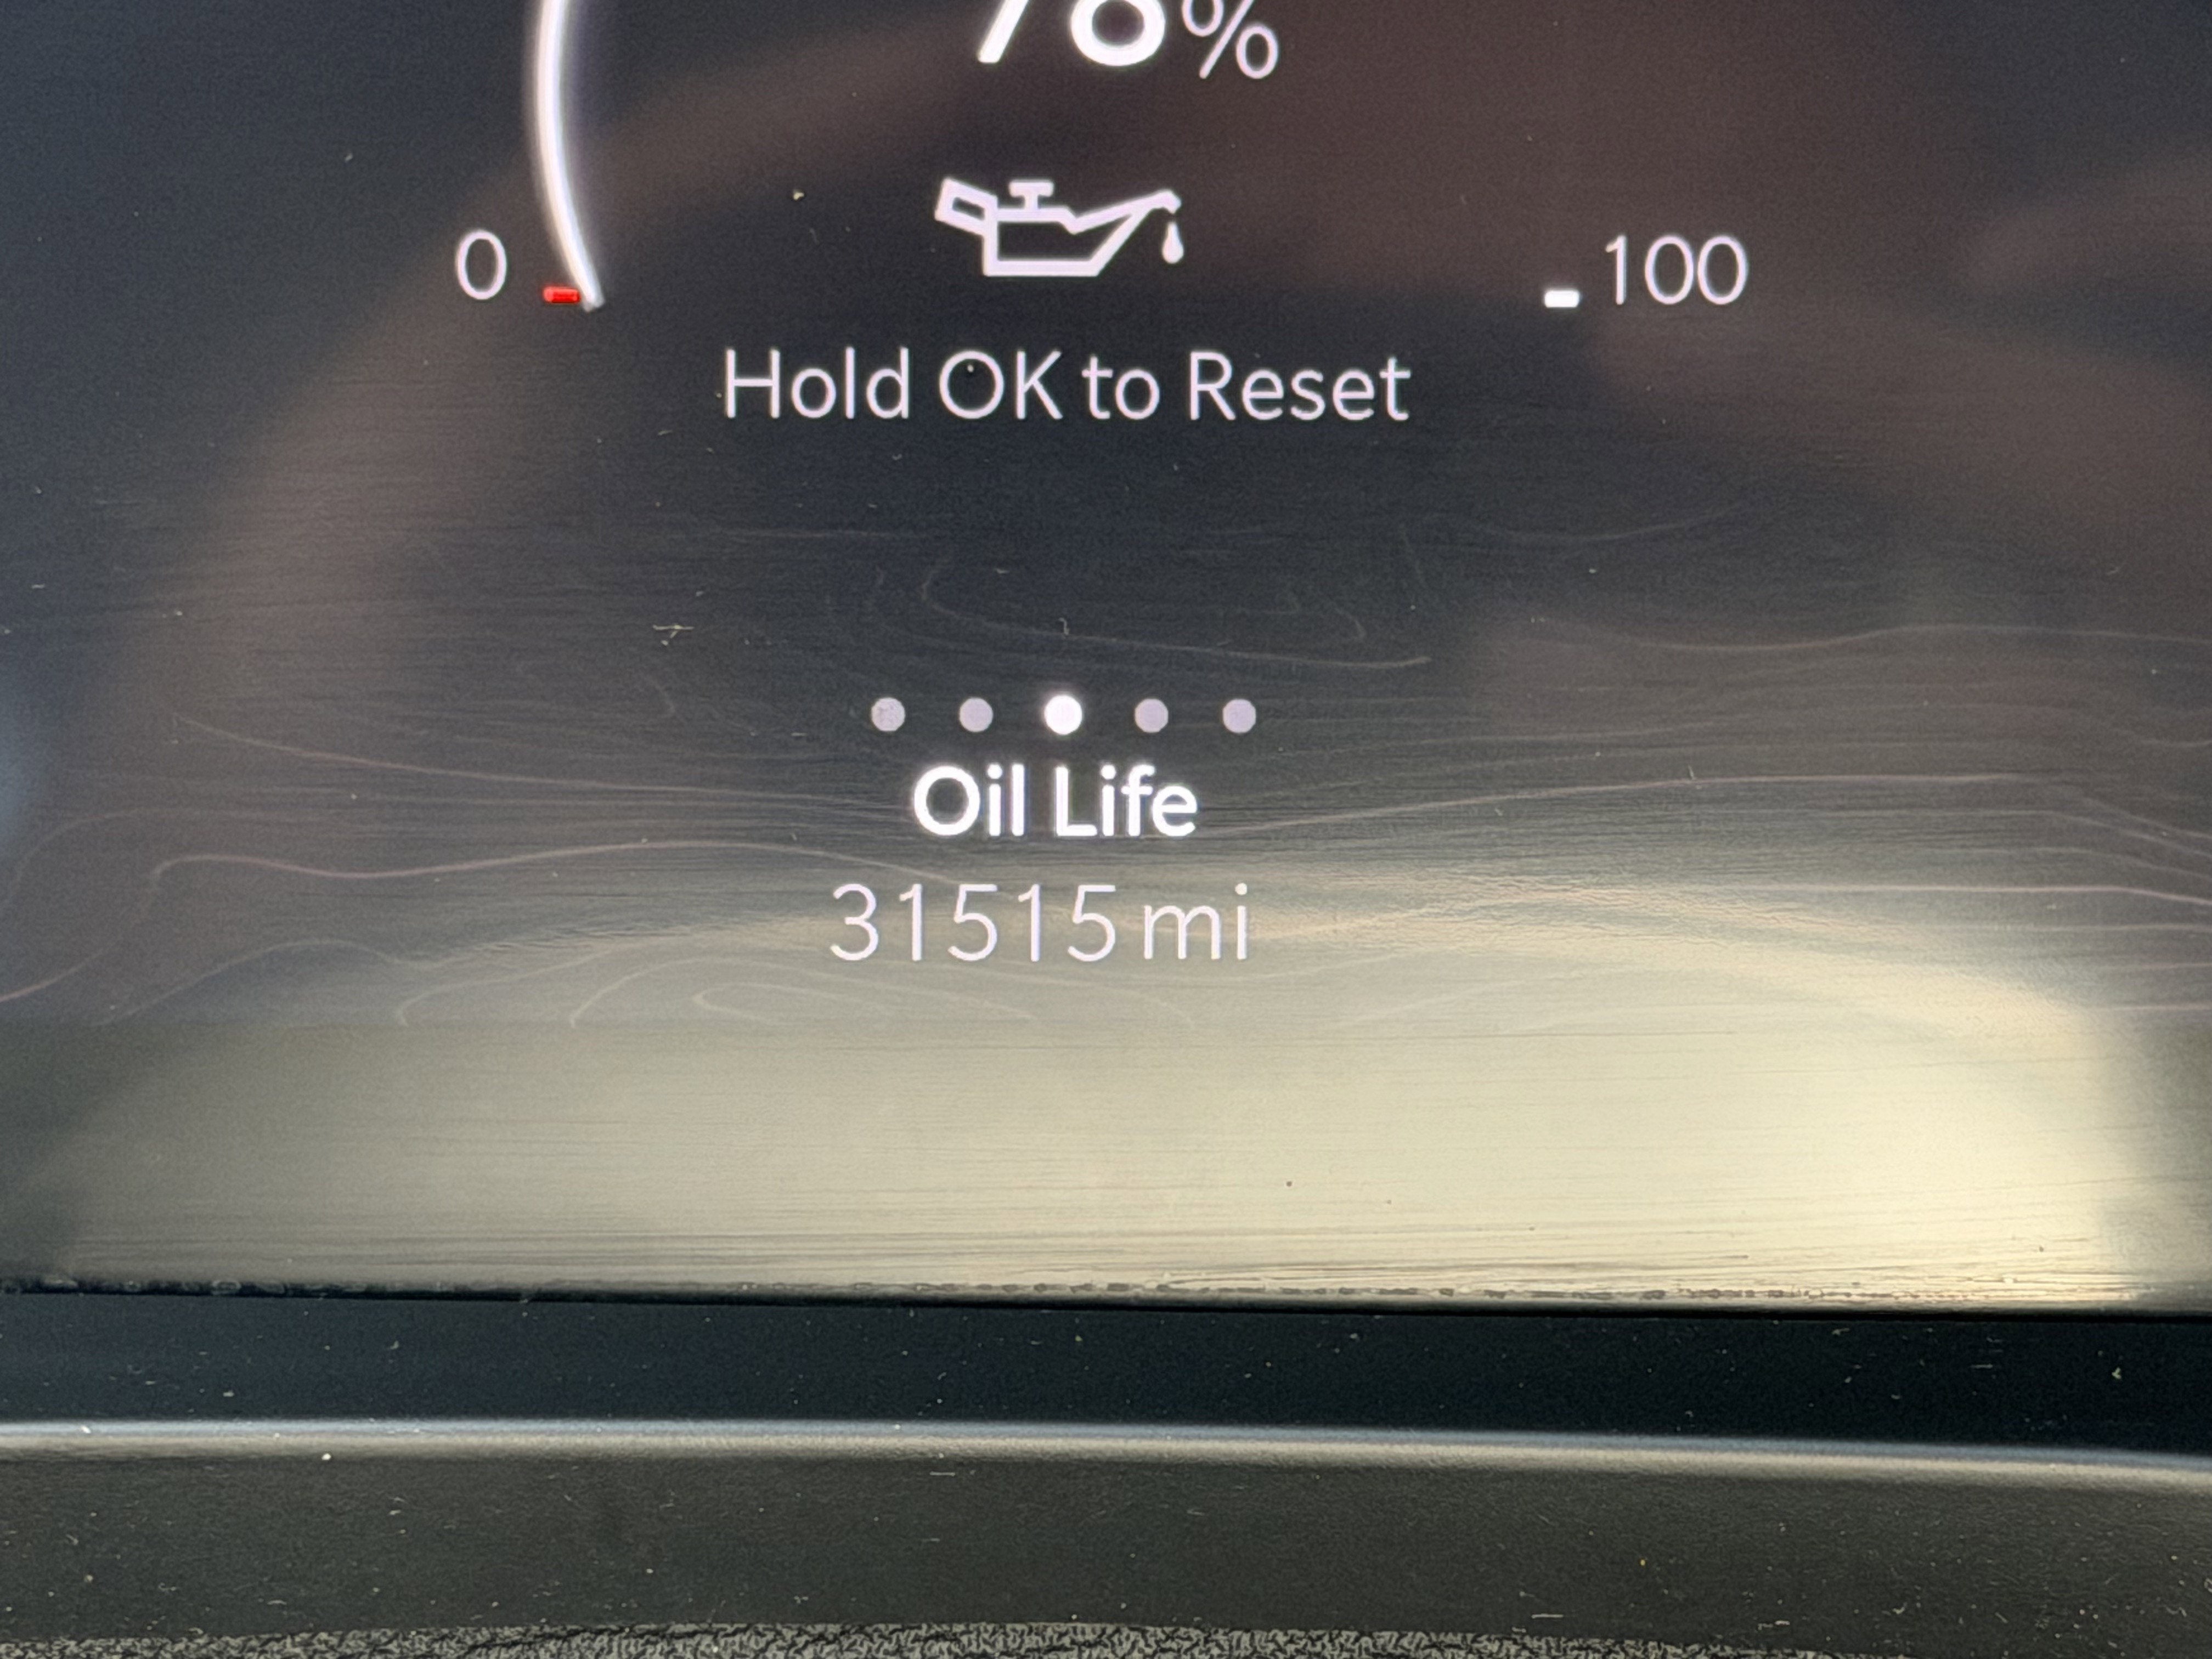 0 100
Hold OK to Reset
Oil Life
31515 mi